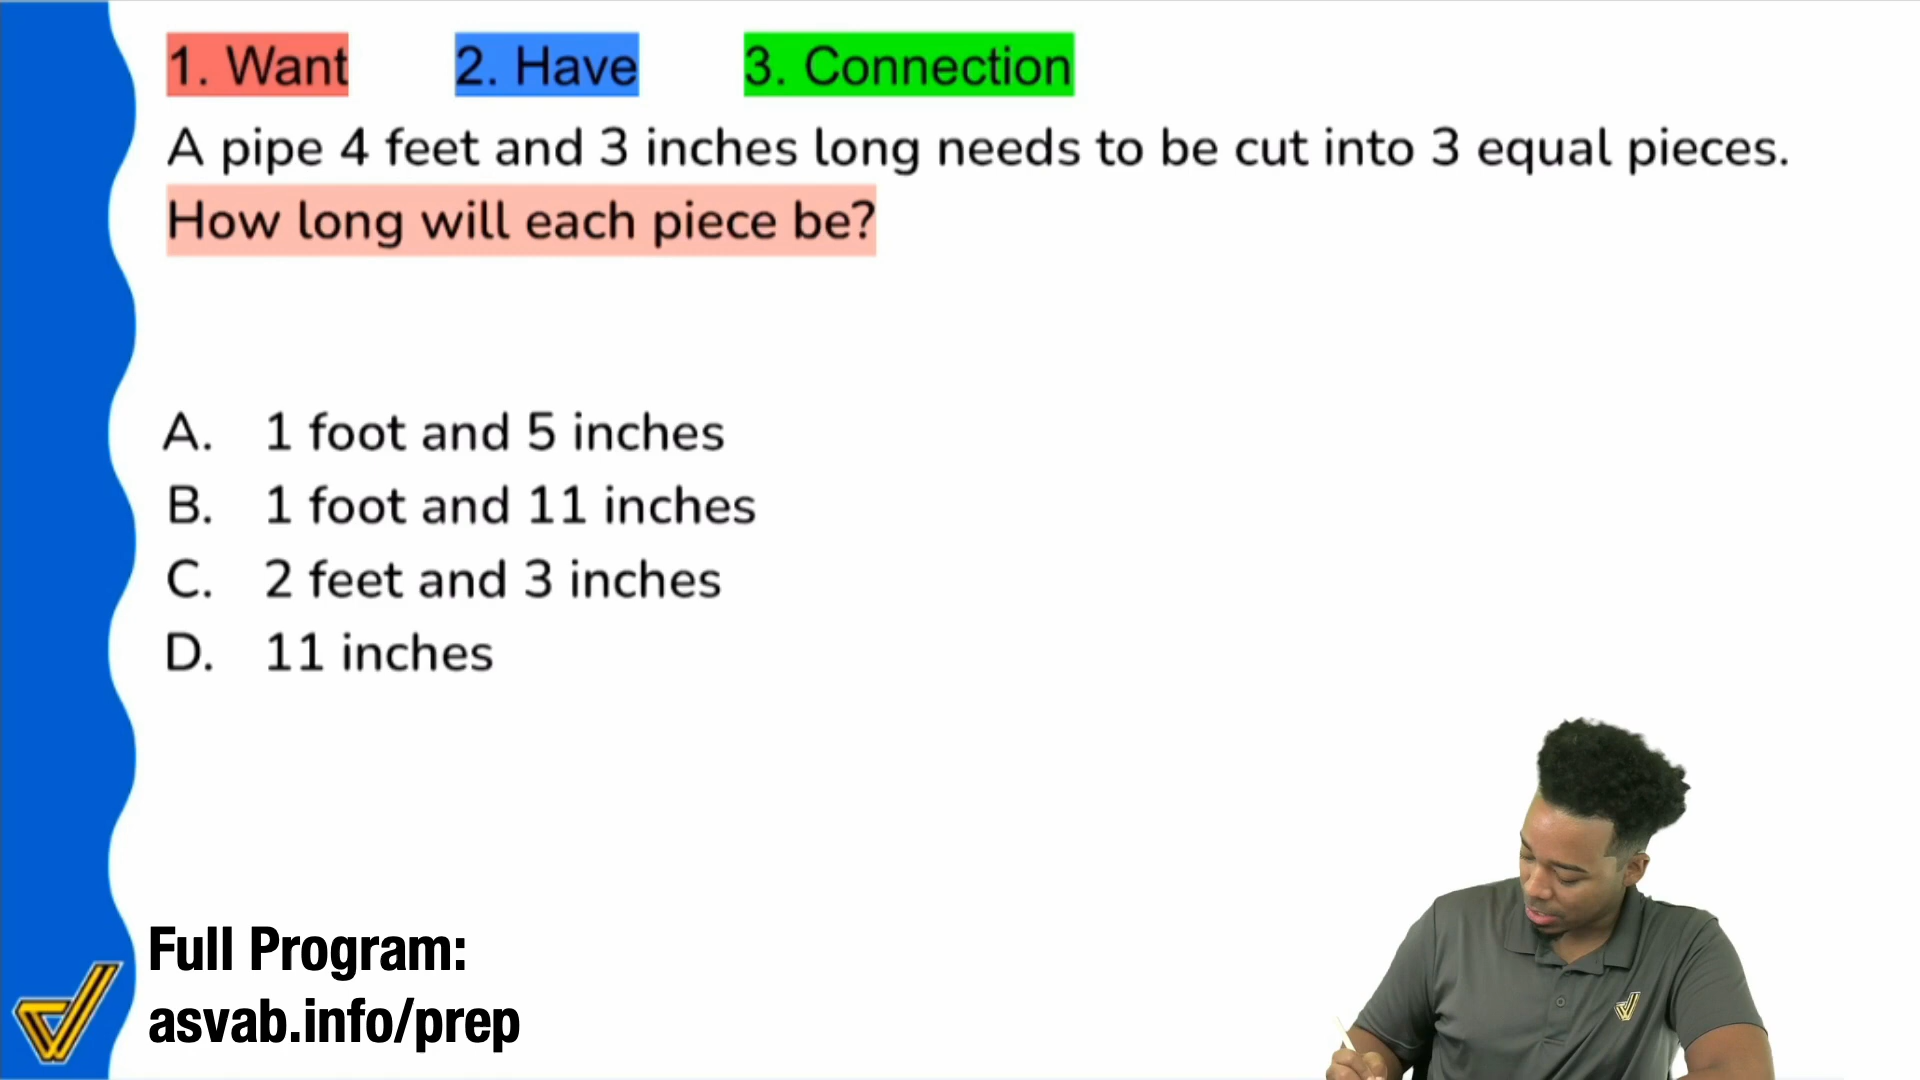 1. Want 2. Have 3. Connection
A pipe 4 feet and 3 inches long needs to be cut into 3 equal pieces.
How long will each piece be?
A. 1 foot and 5 inches
B. 1 foot and 11 inches
C. 2 feet and 3 inches
D. 11 inches
Full Program:
asvab.info/prep